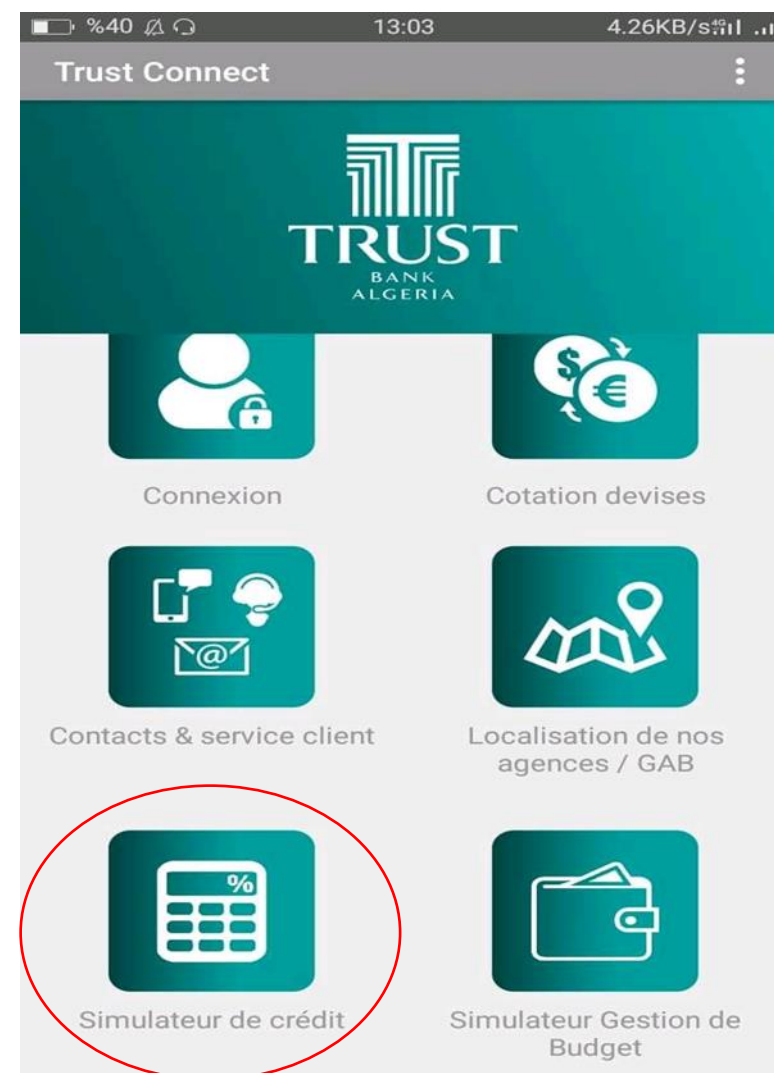 %40 13:03 4.26KB/s 4G
Trust Connect
TRUST
BANK
ALGERIA
$ €
Connexion Cotation devises
@
Contacts & service client Localisation de nos
agences / GAB
%
Simulateur de crédit Simulateur Gestion de
Budget